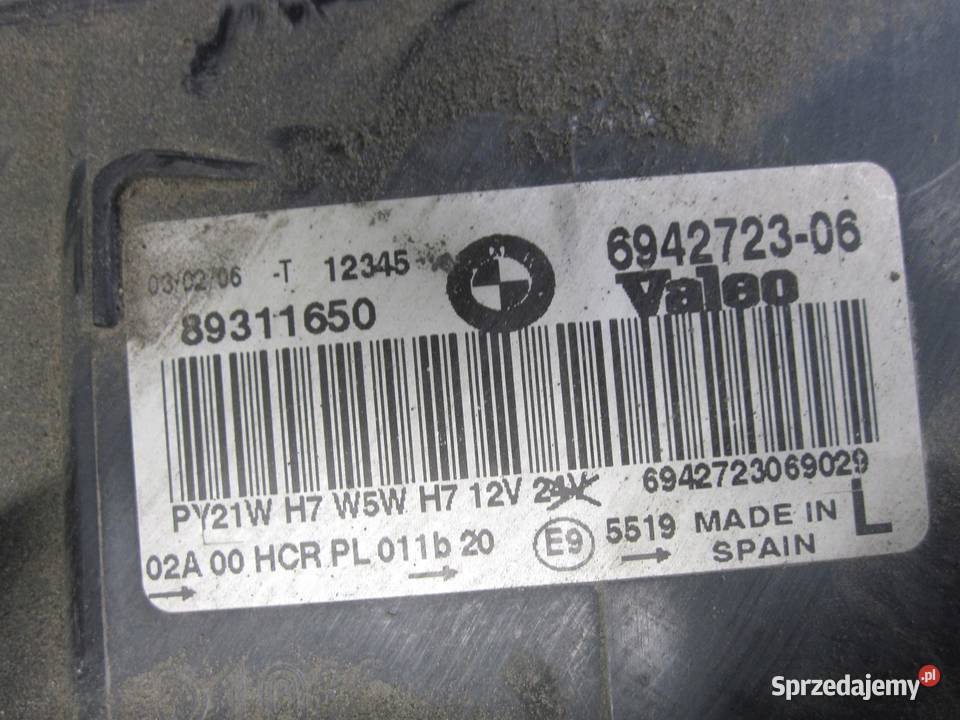 03/02/06 -T 12345
6942723-06
Valeo
89311650
6942723069029
PY21W H7 W5W H7 12V 24V
02A 00 HCR PL 011b 20
E9 5519
MADE IN SPAIN
L
Sprzedajemy.pl